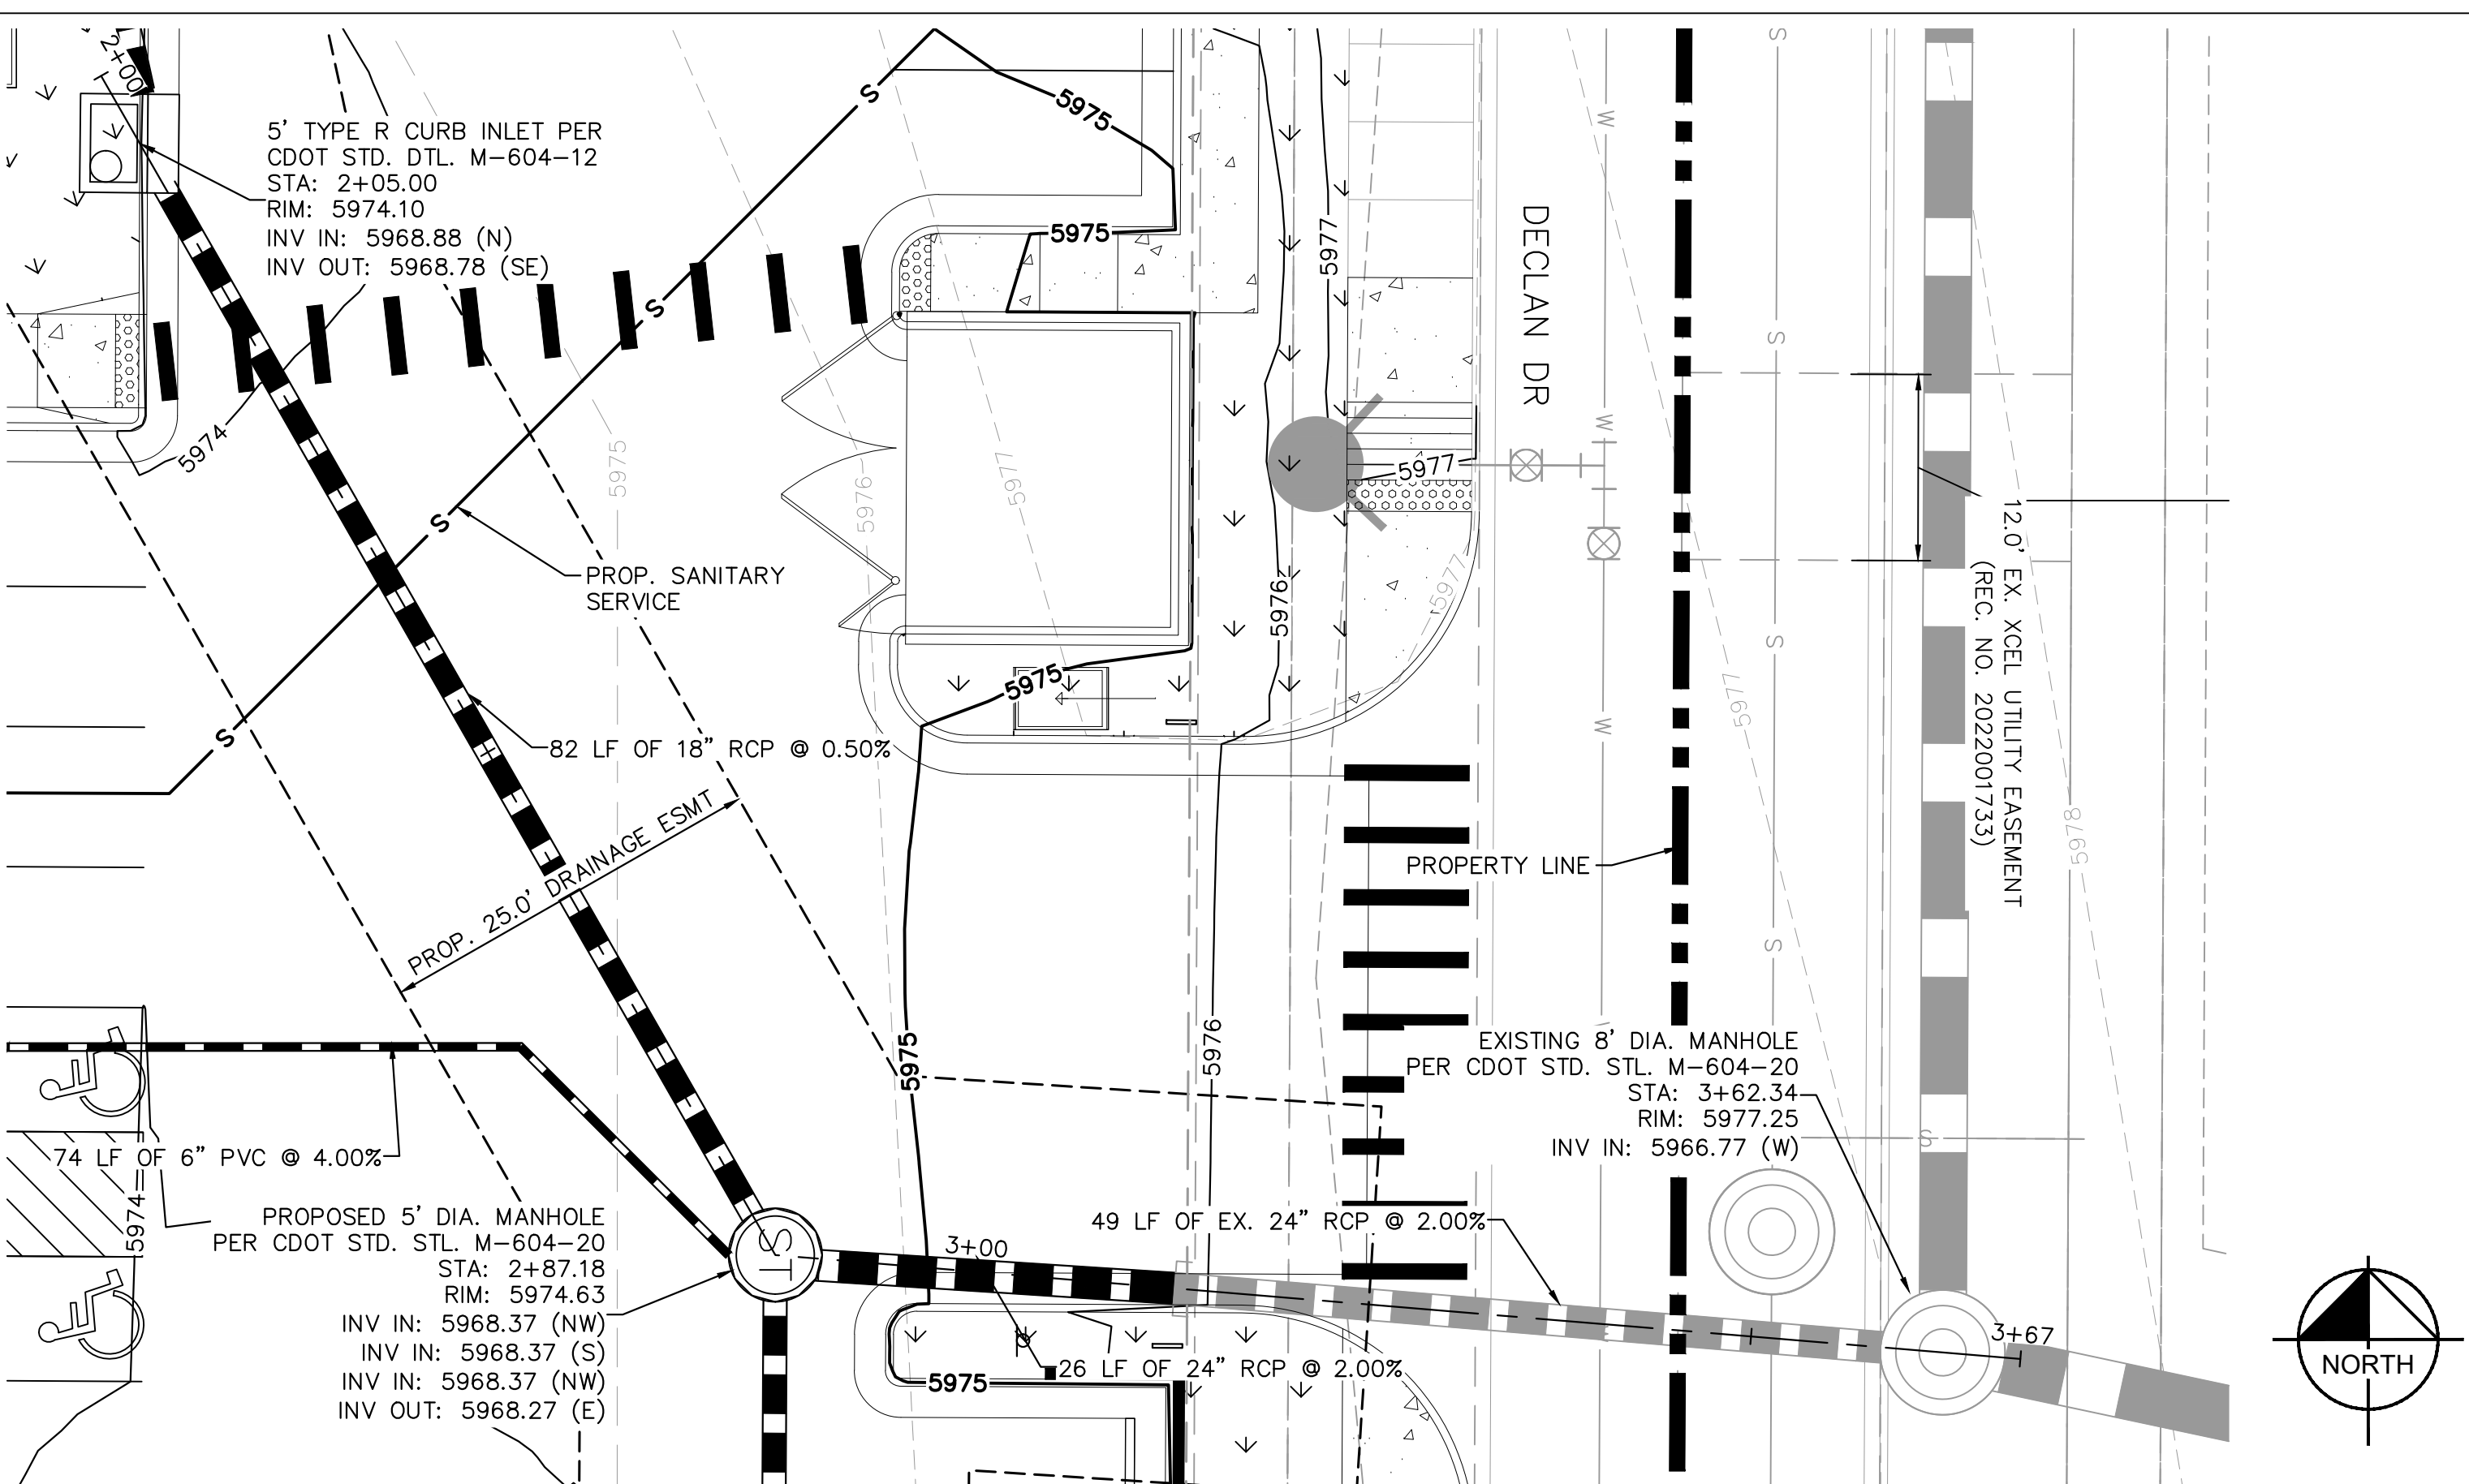 2+00
5' TYPE R CURB INLET PER
CDOT STD. DTL. M-604-12
STA: 2+05.00
RIM: 5974.10
INV IN: 5968.88 (N)
INV OUT: 5968.78 (SE)
S
5975
5975
5977
DECLAN DR
W
S
S
5974
S
5975
5976
5977
S
5977
W
S
12.0' EX. XCEL UTILITY EASEMENT
(REC. NO. 2022001733)
PROP. SANITARY
SERVICE
5976
5977
S
5975
5977
S
82 LF OF 18" RCP @ 0.50%
W
PROP. 25.0' DRAINAGE ESMT
PROPERTY LINE
5978
S
5975
5976
EXISTING 8' DIA. MANHOLE
PER CDOT STD. STL. M-604-20
STA: 3+62.34
RIM: 5977.25
INV IN: 5966.77 (W)
S
74 LF OF 6" PVC @ 4.00%
5974
PROPOSED 5' DIA. MANHOLE
PER CDOT STD. STL. M-604-20
STA: 2+87.18
RIM: 5974.63
INV IN: 5968.37 (NW)
INV IN: 5968.37 (S)
INV IN: 5968.37 (NW)
INV OUT: 5968.27 (E)
ST
3+00
49 LF OF EX. 24" RCP @ 2.00%
3+67
26 LF OF 24" RCP @ 2.00%
5975
NORTH